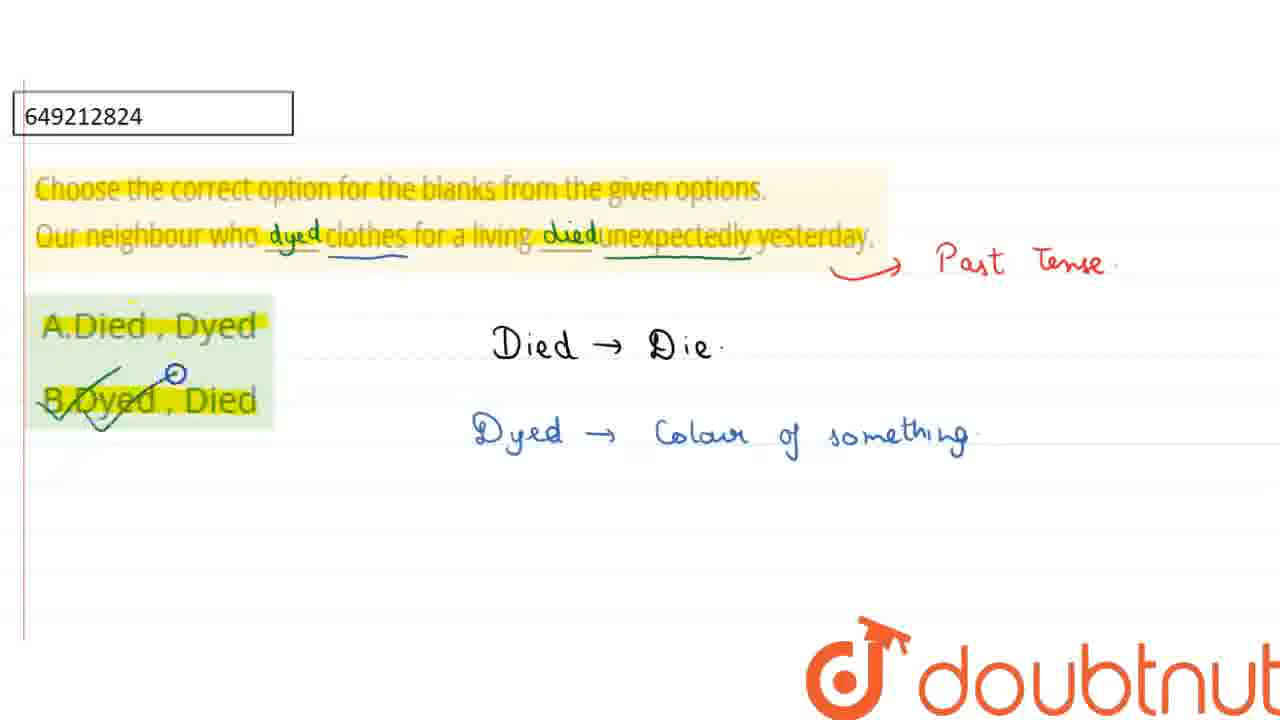 649212824
Choose the correct option for the blanks from the given options.
Our neighbour who dyed clothes for a living died unexpectedly yesterday.
Past Tense.
A.Died , Dyed
Died → Die.
B.Dyed , Died
Dyed → Colour of something.
doubtnut